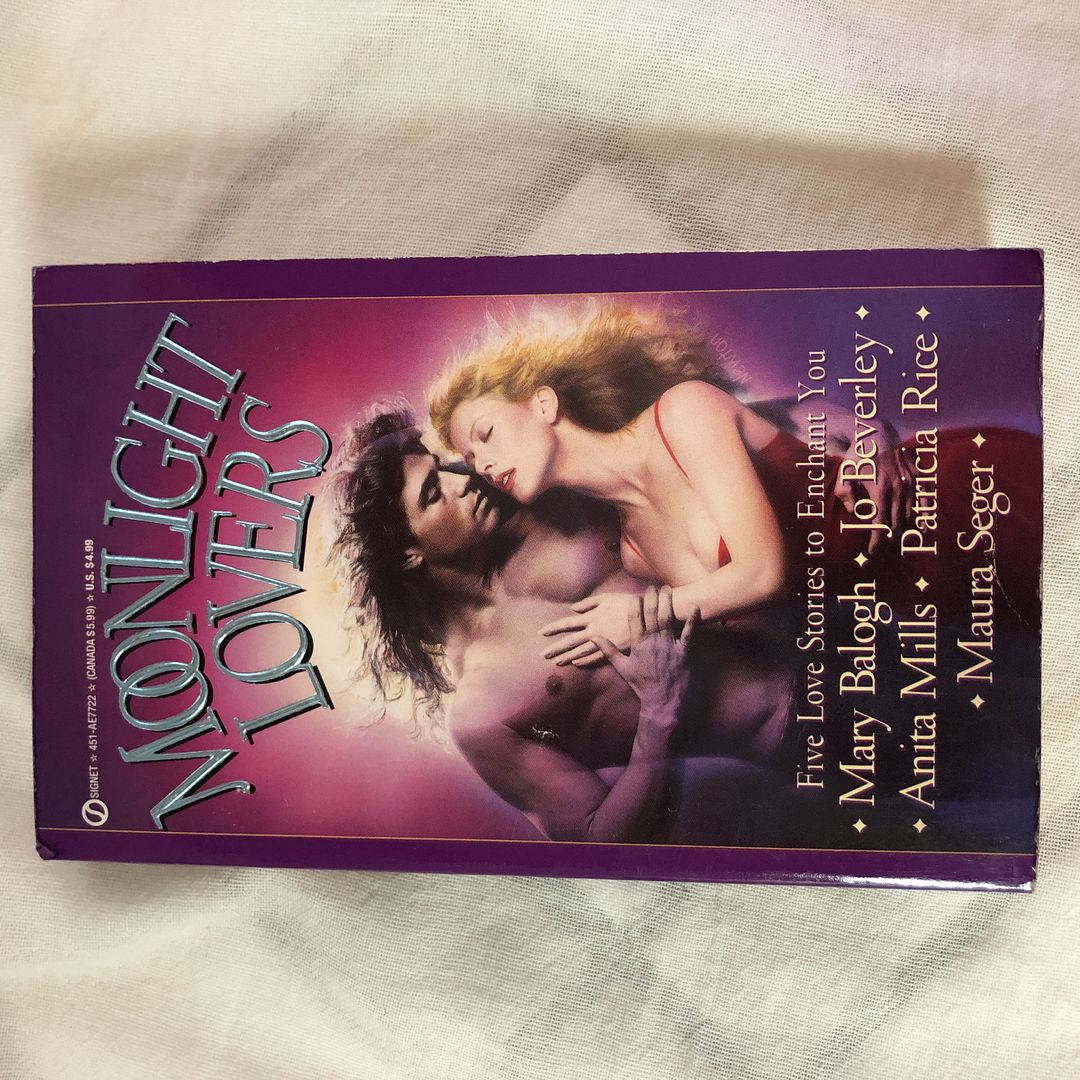 SIGNET ☆ 451-AE7722 ☆ (CANADA $5.99) ☆ U.S. $4.99
MOONLIGHT
LOVERS
Newton
Five Love Stories to Enchant You
✦ Mary Balogh ✦ Jo Beverley ✦
✦ Anita Mills ✦ Patricia Rice ✦
✦ Maura Seger ✦